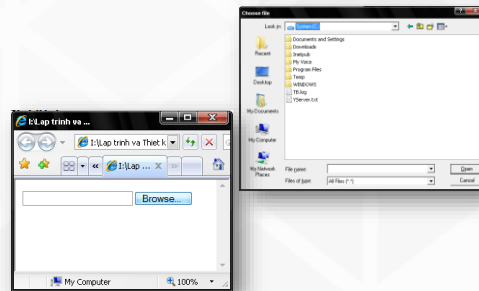 I:\Lap trinh va ...
I:\Lap trinh va Thiet k
I:\Lap ...
Browse...
My Computer
100%
Choose file
Look in:
System (C:)
Recent
Desktop
My Documents
My Computer
My Network
Places
Documents and Settings
Downloads
Inetpub
My Voice
Program Files
Temp
WINDOWS
TB.log
YServer.txt
File name:
Open
Files of type:
All Files (*.*)
Cancel